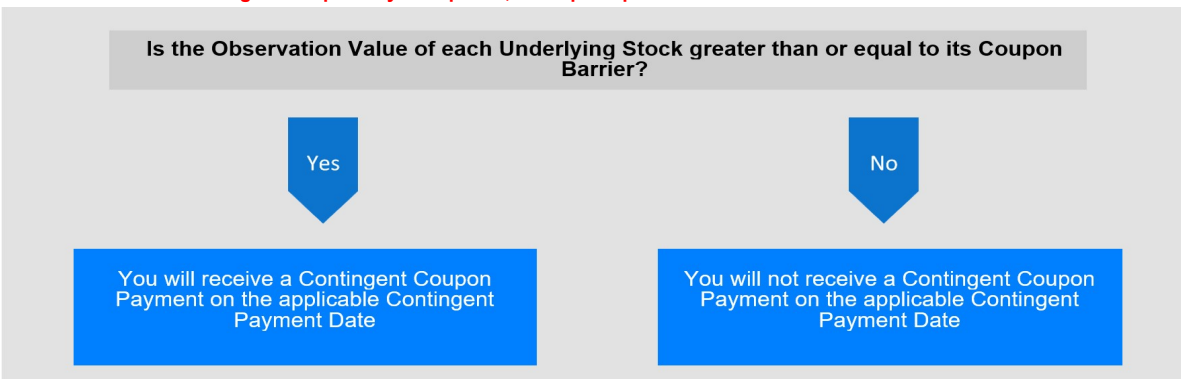 Is the Observation Value of each Underlying Stock greater than or equal to its Coupon
Barrier?
Yes
No
You will receive a Contingent Coupon
Payment on the applicable Contingent
Payment Date
You will not receive a Contingent Coupon
Payment on the applicable Contingent
Payment Date